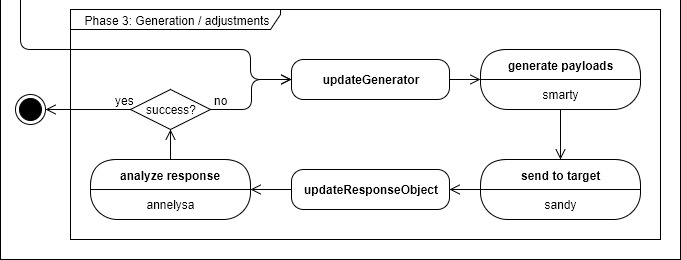 Phase 3: Generation / adjustments
updateGenerator
generate payloads
smarty
yes
success?
no
analyze response
annelysa
updateResponseObject
send to target
sandy